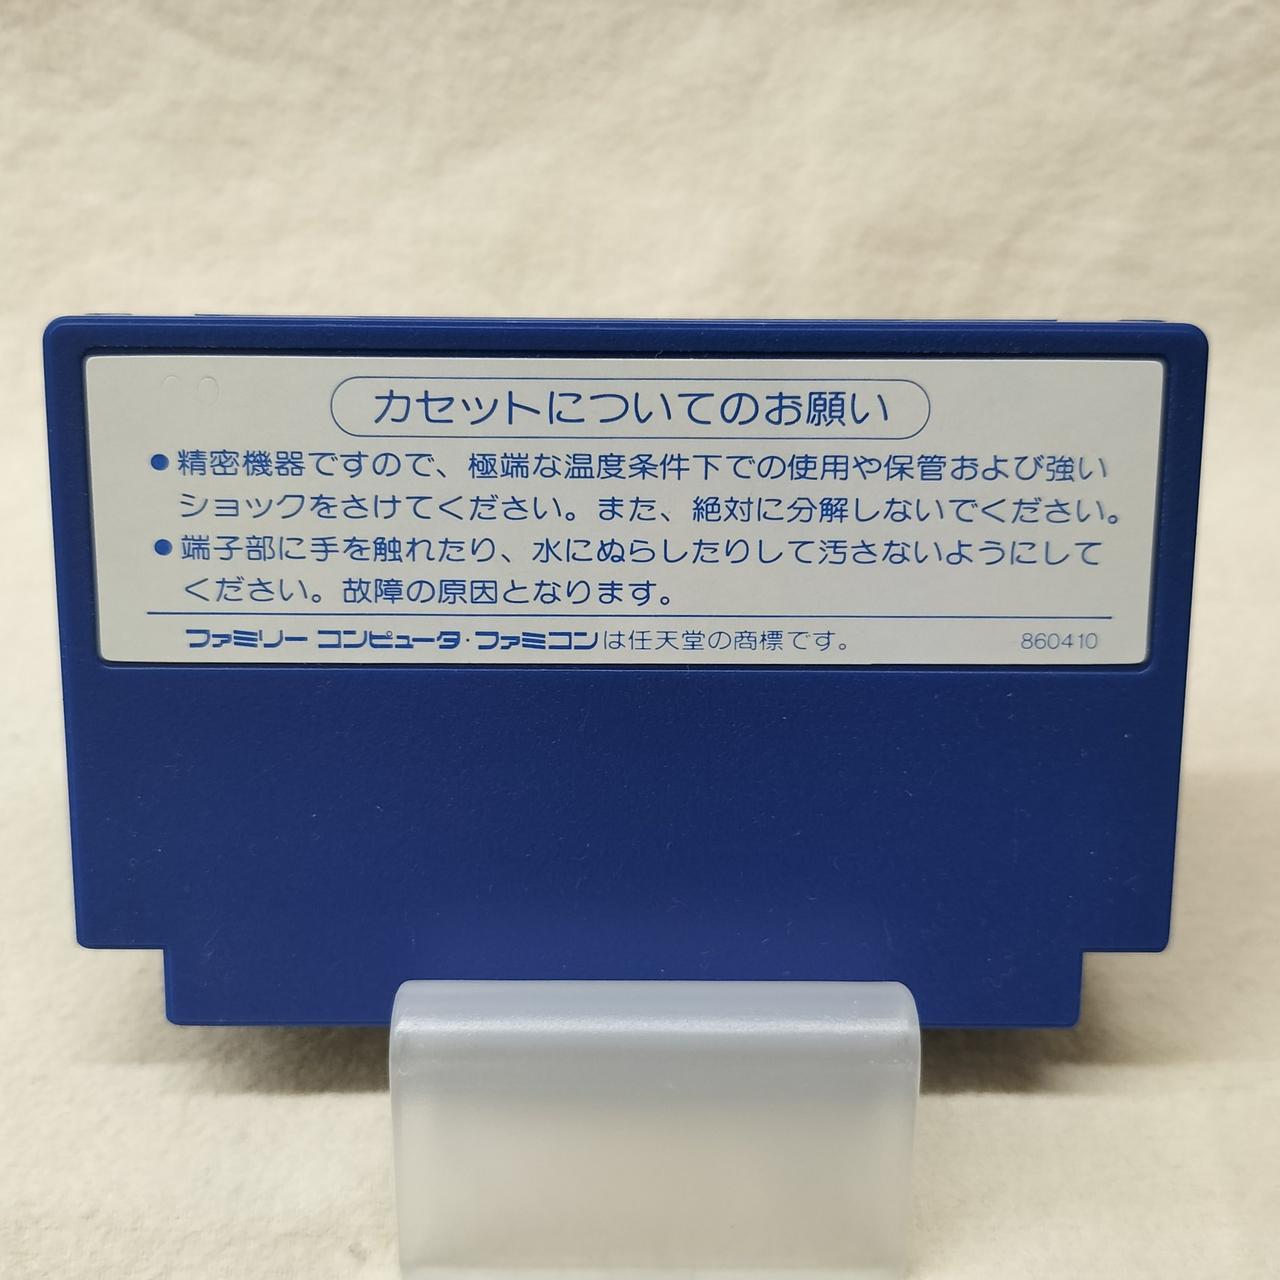 カセットについてのお願い
●精密機器ですので、極端な温度条件下での使用や保管および強い
ショックをさけてください。また、絶対に分解しないでください。
●端子部に手を触れたり、水にぬらしたりして汚さないようにして
ください。故障の原因となります。
ファミリー コンピュータ・ファミコンは任天堂の商標です。 860410